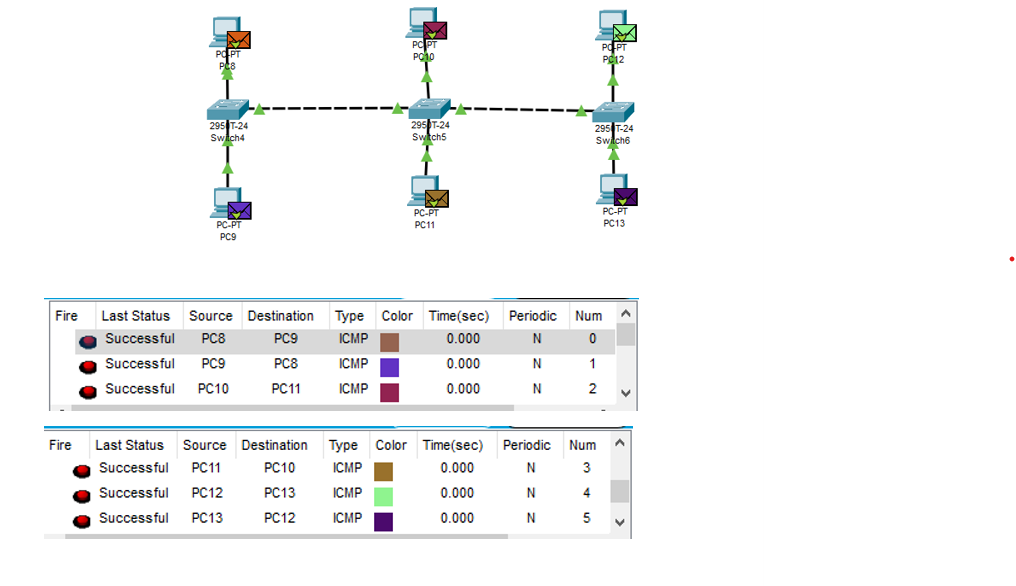 PC-PT
PC8
PC-PT
PC10
PC-PT
PC12
2950T-24
Switch4
2950T-24
Switch5
2950T-24
Switch6
PC-PT
PC9
PC-PT
PC11
PC-PT
PC13
Fire Last Status Source Destination Type Color Time(sec) Periodic Num
Successful PC8 PC9 ICMP 0.000 N 0
Successful PC9 PC8 ICMP 0.000 N 1
Successful PC10 PC11 ICMP 0.000 N 2
Fire Last Status Source Destination Type Color Time(sec) Periodic Num
Successful PC11 PC10 ICMP 0.000 N 3
Successful PC12 PC13 ICMP 0.000 N 4
Successful PC13 PC12 ICMP 0.000 N 5